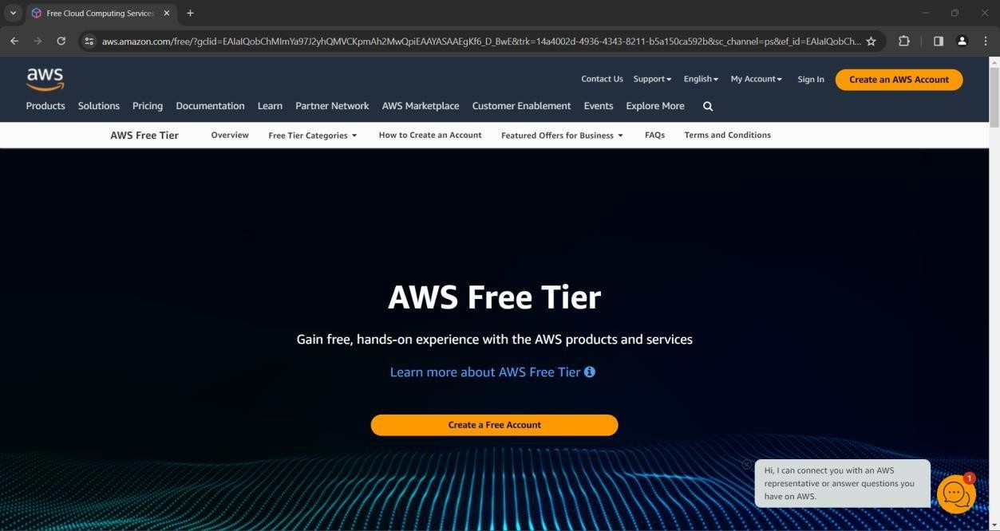 Free Cloud Computing Services
aws.amazon.com/free/?gclid=EAIaIQobChMImYa97J2yhQMVCKpmAh2MwQpiEAAYASAAEgKf6_D_BwE&trk=14a4002d-4936-4343-8211-b5a150ca592b&sc_channel=ps&ef_id=EAIaIQobCh...
aws
Contact Us Support English My Account Sign In Create an AWS Account
Products Solutions Pricing Documentation Learn Partner Network AWS Marketplace Customer Enablement Events Explore More
AWS Free Tier Overview Free Tier Categories How to Create an Account Featured Offers for Business FAQs Terms and Conditions
AWS Free Tier
Gain free, hands-on experience with the AWS products and services
Learn more about AWS Free Tier
Create a Free Account
Hi, I can connect you with an AWS
representative or answer questions you
have on AWS.
1